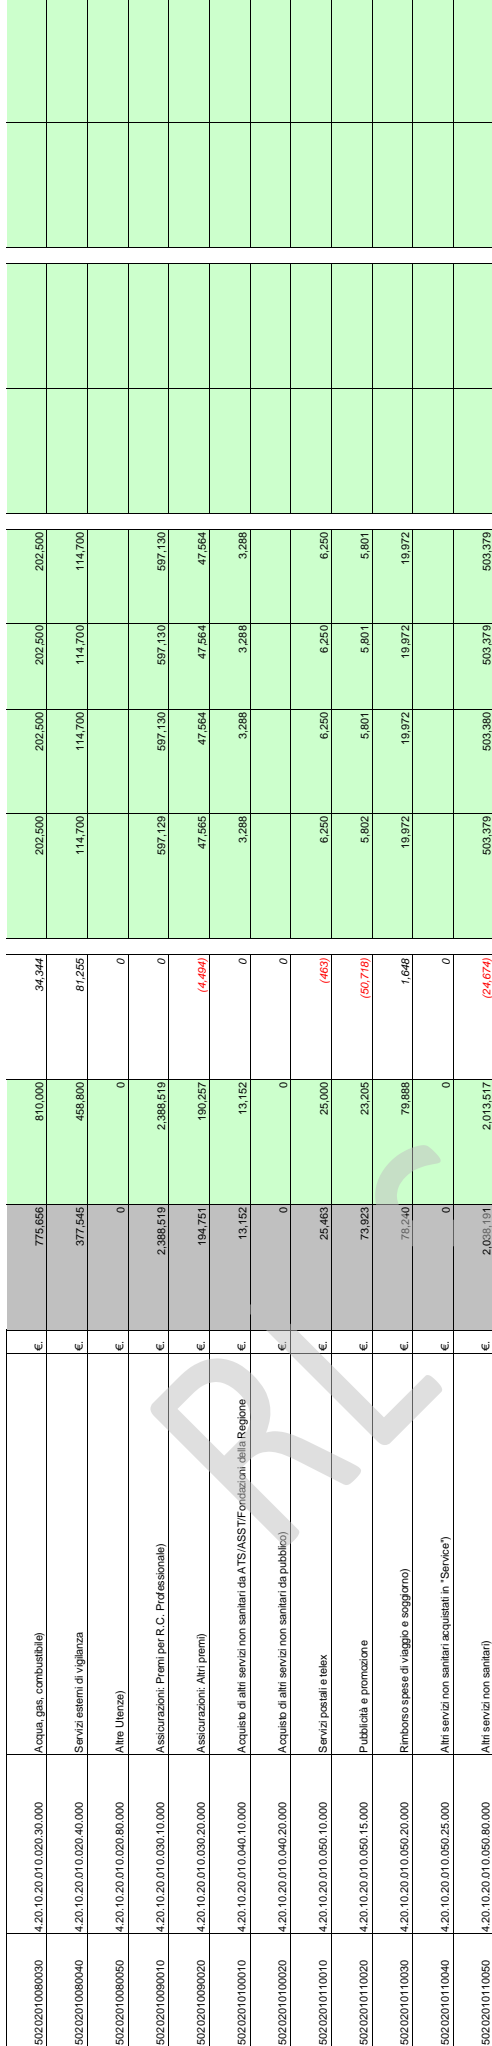 50202010080030 4.20.10.20.010.020.30.000 Acqua, gas, combustibile) €. 775,656 810,000 34,344 202,500 202,500 202,500 202,500
50202010080040 4.20.10.20.010.020.40.000 Servizi esterni di vigilanza €. 377,545 458,800 81,255 114,700 114,700 114,700 114,700
50202010080050 4.20.10.20.010.020.80.000 Altre Utenze) €. 0 0 0
50202010090010 4.20.10.20.010.030.10.000 Assicurazioni: Premi per R.C. Professionale) €. 2,388,519 2,388,519 0 597,129 597,130 597,130 597,130
50202010090020 4.20.10.20.010.030.20.000 Assicurazioni: Altri premi) €. 194,751 190,257 (4,494) 47,565 47,564 47,564 47,564
50202010100010 4.20.10.20.010.040.10.000 Acquisto di altri servizi non sanitari da ATS/ASST/Fondazioni della Regione €. 13,152 13,152 0 3,288 3,288 3,288 3,288
50202010100020 4.20.10.20.010.040.20.000 Acquisto di altri servizi non sanitari da pubblico) €. 0 0 0
50202010110010 4.20.10.20.010.050.10.000 Servizi postali e telex €. 25,463 25,000 (463) 6,250 6,250 6,250 6,250
50202010110020 4.20.10.20.010.050.15.000 Pubblicità e promozione €. 73,923 23,205 (50,718) 5,802 5,801 5,801 5,801
50202010110030 4.20.10.20.010.050.20.000 Rimborso spese di viaggio e soggiorno) €. 78,240 79,888 1,648 19,972 19,972 19,972 19,972
50202010110040 4.20.10.20.010.050.25.000 Altri servizi non sanitari acquistati in "Service") €. 0 0 0
50202010110050 4.20.10.20.010.050.80.000 Altri servizi non sanitari) €. 2,038,191 2,013,517 (24,674) 503,379 503,380 503,379 503,379